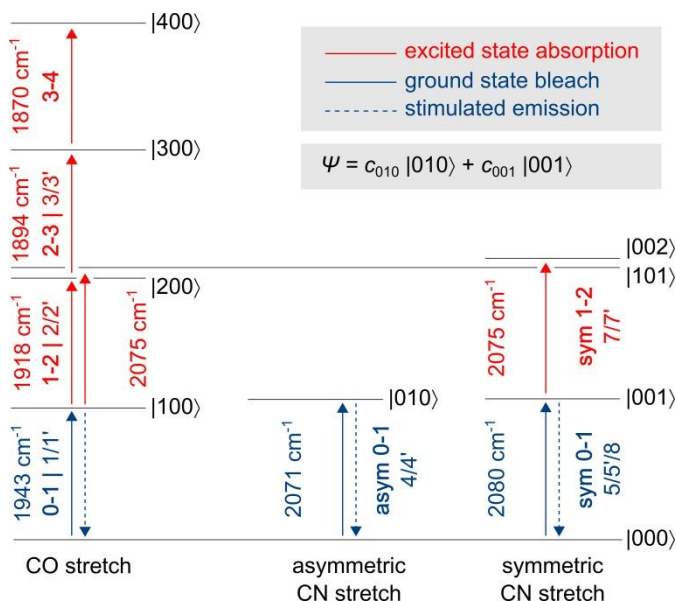 |400⟩
1870 cm⁻¹
3-4
|300⟩
1894 cm⁻¹
2-3 | 3/3'
|200⟩
1918 cm⁻¹
1-2 | 2/2'
2075 cm⁻¹
|100⟩
1943 cm⁻¹
0-1 | 1/1'
CO stretch
excited state absorption
ground state bleach
stimulated emission
Ψ = c₀₁₀ |010⟩ + c₀₀₁ |001⟩
|010⟩
2071 cm⁻¹
asym 0-1
4/4'
asymmetric
CN stretch
|002⟩
|101⟩
2075 cm⁻¹
sym 1-2
7/7'
|001⟩
2080 cm⁻¹
sym 0-1
5/5'/8
|000⟩
symmetric
CN stretch